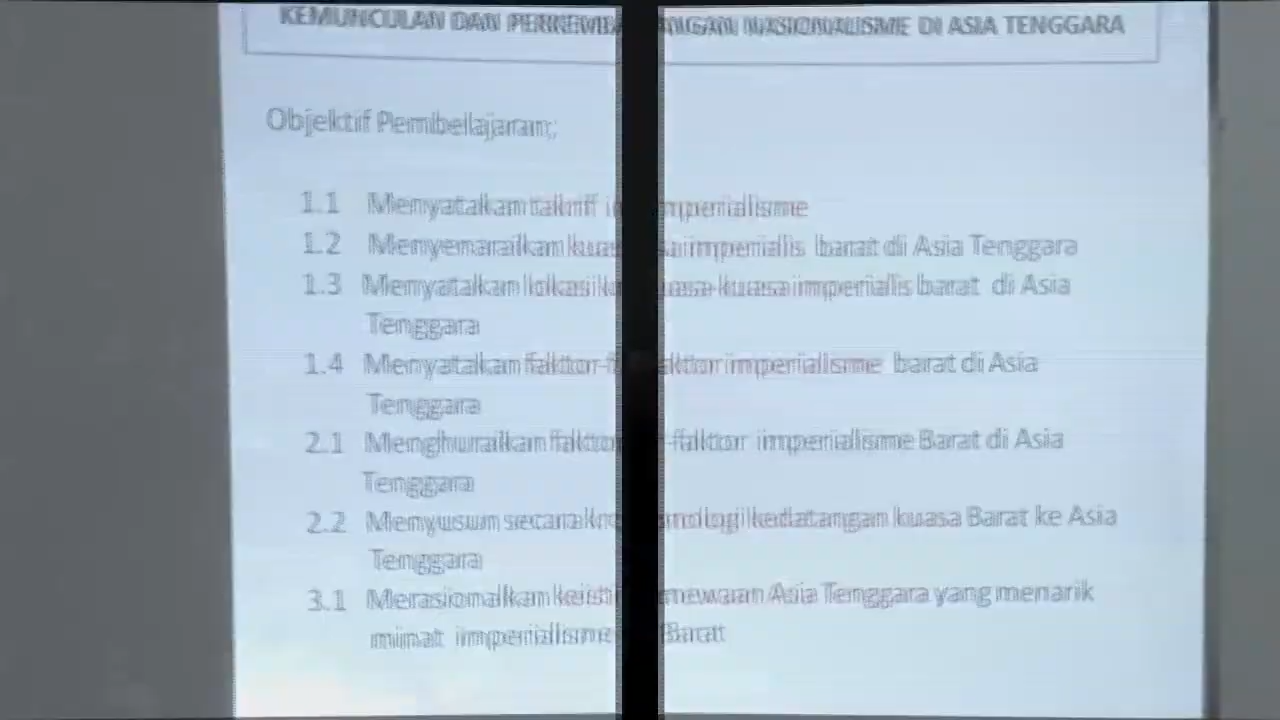 KEMUNCULAN DAN PERKEMBANGAN NASIONALISME DI ASIA TENGGARA
Objektif Pembelajaran;
1.1 Menyatakan takrif imperialisme
1.2 Menyenaraikan kuasa imperialis barat di Asia Tenggara
1.3 Menyatakan lokasi kuasa-kuasa imperialis barat di Asia
Tenggara
1.4 Menyatakan faktor-faktor imperialisme barat di Asia
Tenggara
2.1 Menghuraikan faktor-faktor imperialisme Barat di Asia
Tenggara
2.2 Menyusun secara kronologi kedatangan kuasa Barat ke Asia
Tenggara
3.1 Merasionalkan keistimewaan Asia Tenggara yang menarik
minat imperialisme Barat